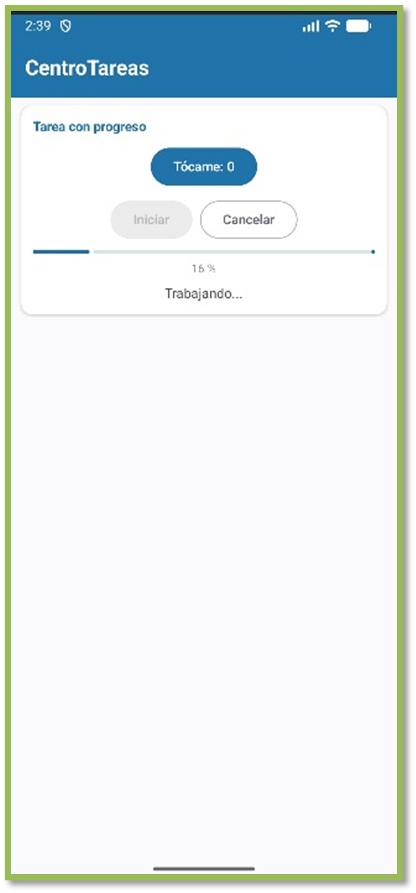 2:39
CentroTareas
Tarea con progreso
Tócame: 0
Iniciar Cancelar
16 %
Trabajando...